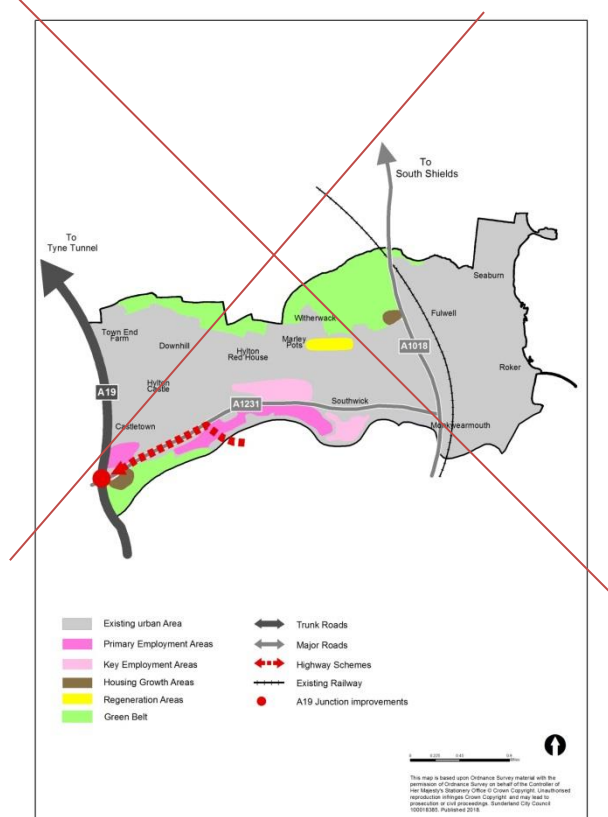 To
South Shields
To
Tyne Tunnel
Seaburn
Fulwell
Witherwack
Town End
Farm
Downhill
Hylton
Red House
Marley
Pots
A1018
Roker
A19
Hylton
Castle
A1231
Southwick
Castletown
Monkwearmouth
Existing urban Area
Primary Employment Areas
Key Employment Areas
Housing Growth Areas
Regeneration Areas
Green Belt
Trunk Roads
Major Roads
Highway Schemes
Existing Railway
A19 Junction improvements
This map is based upon Ordnance Survey material with the
permission of Ordnance Survey on behalf of the Controller of
Her Majesty's Stationery Office © Crown Copyright. Unauthorised
reproduction infringes Crown Copyright and may lead to
prosecution or civil proceedings. Sunderland City Council
100018385. Published 2018.